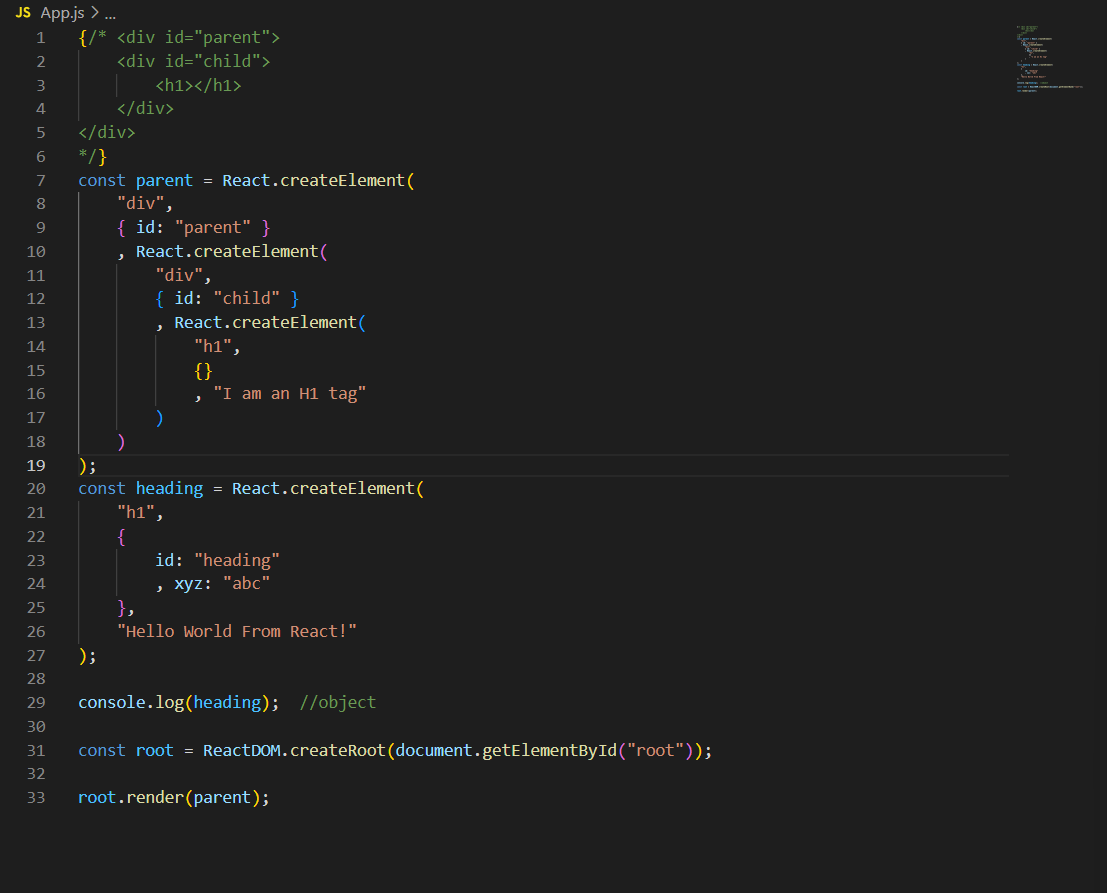 JS App.js > ...
1 {/* <div id="parent">
2     <div id="child">
3         <h1></h1>
4     </div>
5 </div>
6 */}
7 const parent = React.createElement(
8     "div",
9     { id: "parent" }
10     , React.createElement(
11         "div",
12         { id: "child" }
13         , React.createElement(
14             "h1",
15             {}
16             , "I am an H1 tag"
17         )
18     )
19 );
20 const heading = React.createElement(
21     "h1",
22     {
23         id: "heading"
24         , xyz: "abc"
25     },
26     "Hello World From React!"
27 );
28
29 console.log(heading);  //object
30
31 const root = ReactDOM.createRoot(document.getElementById("root"));
32
33 root.render(parent);